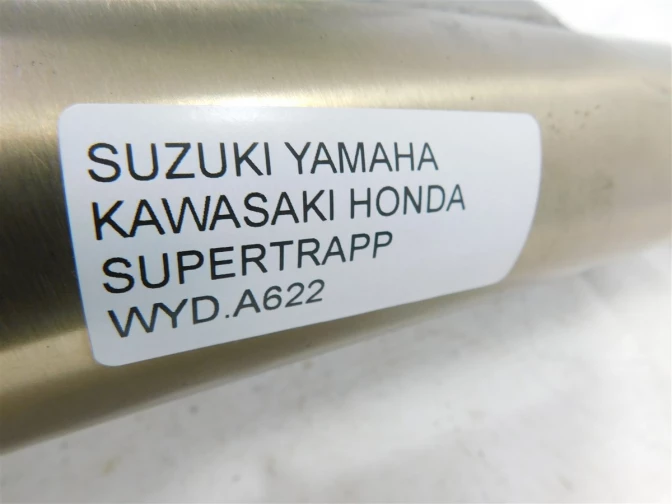 SUZUKI YAMAHA
KAWASAKI HONDA
SUPERTRAPP
WYD.A622